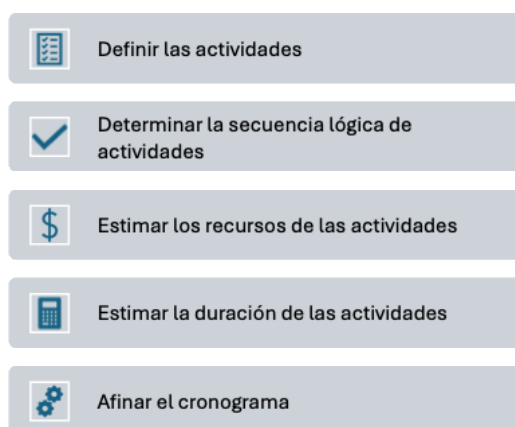 Definir las actividades
Determinar la secuencia lógica de
actividades
$ Estimar los recursos de las actividades
Estimar la duración de las actividades
Afinar el cronograma